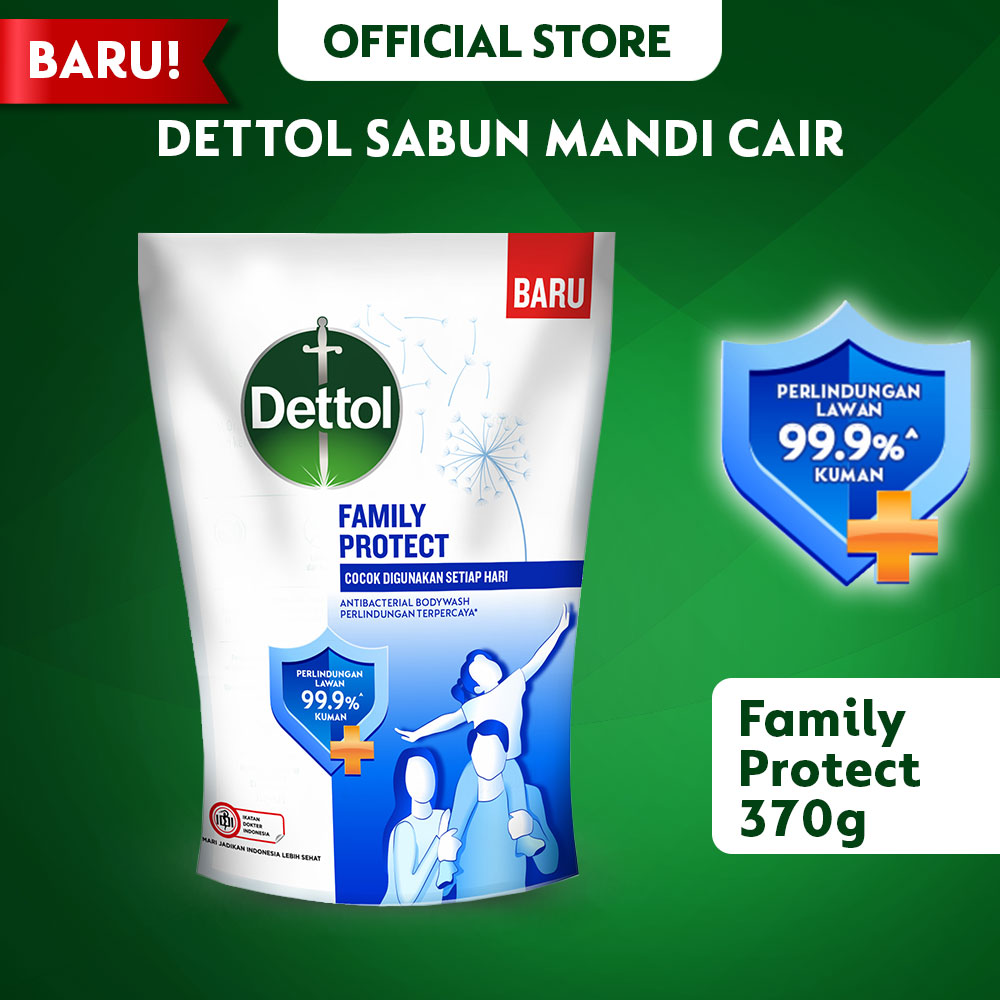 BARU!
OFFICIAL STORE
DETTOL SABUN MANDI CAIR
BARU
Dettol
FAMILY
PROTECT
COCOK DIGUNAKAN SETIAP HARI
ANTIBACTERIAL BODYWASH
PERLINDUNGAN TERPERCAYA*
PERLINDUNGAN
LAWAN
99.9%^
KUMAN
IDI
IKATAN
DOKTER
INDONESIA
MARI JADIKAN INDONESIA LEBIH SEHAT
PERLINDUNGAN
LAWAN
99.9%^
KUMAN
Family
Protect
370g